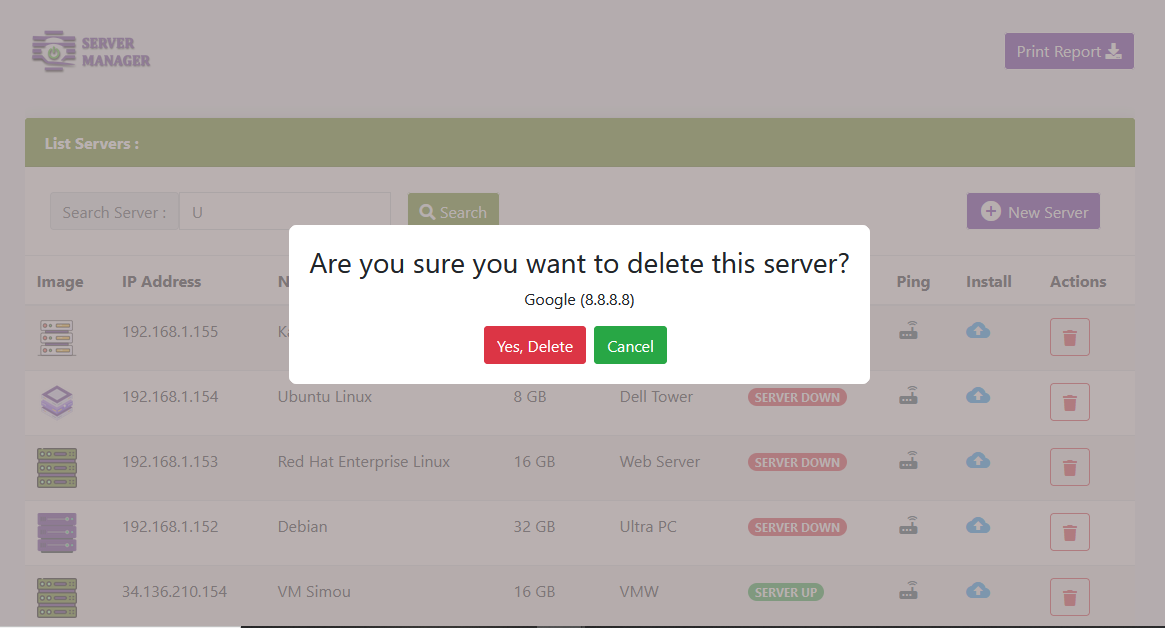 SERVER
MANAGER
Print Report
List Servers :
Search Server :
U
Search
New Server
Are you sure you want to delete this server?
Google (8.8.8.8)
Yes, Delete
Cancel
Image IP Address Ping Install Actions
192.168.1.155
192.168.1.154 Ubuntu Linux 8 GB Dell Tower SERVER DOWN
192.168.1.153 Red Hat Enterprise Linux 16 GB Web Server SERVER DOWN
192.168.1.152 Debian 32 GB Ultra PC SERVER DOWN
34.136.210.154 VM Simou 16 GB VMW SERVER UP